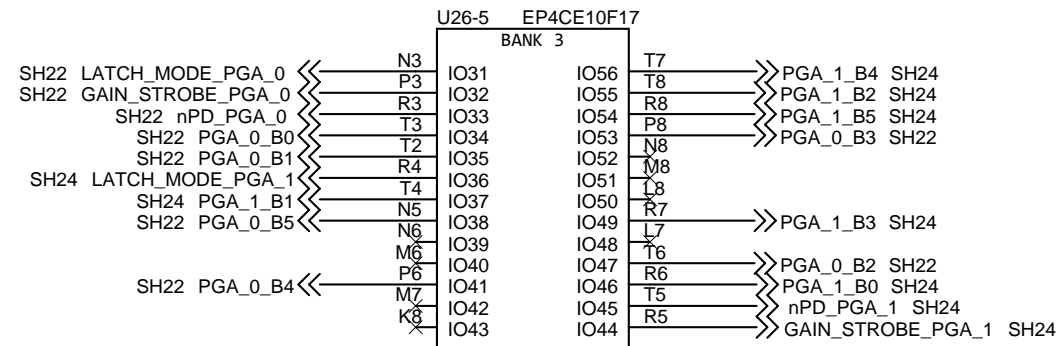 U26-5 EP4CE10F17
BANK 3
SH22 LATCH_MODE_PGA_0 N3 IO31 IO56 T7 PGA_1_B4 SH24
SH22 GAIN_STROBE_PGA_0 P3 IO32 IO55 T8 PGA_1_B2 SH24
SH22 nPD_PGA_0 R3 IO33 IO54 R8 PGA_1_B5 SH24
SH22 PGA_0_B0 T3 IO34 IO53 P8 PGA_0_B3 SH22
SH22 PGA_0_B1 T2 IO35 IO52 N8
SH24 LATCH_MODE_PGA_1 R4 IO36 IO51 M8
SH24 PGA_1_B1 T4 IO37 IO50 L8
SH22 PGA_0_B5 N5 IO38 IO49 R7 PGA_1_B3 SH24
N6 IO39 IO48 L7
M6 IO40 IO47 T6 PGA_0_B2 SH22
SH22 PGA_0_B4 P6 IO41 IO46 R6 PGA_1_B0 SH24
M7 IO42 IO45 T5 nPD_PGA_1 SH24
K8 IO43 IO44 R5 GAIN_STROBE_PGA_1 SH24